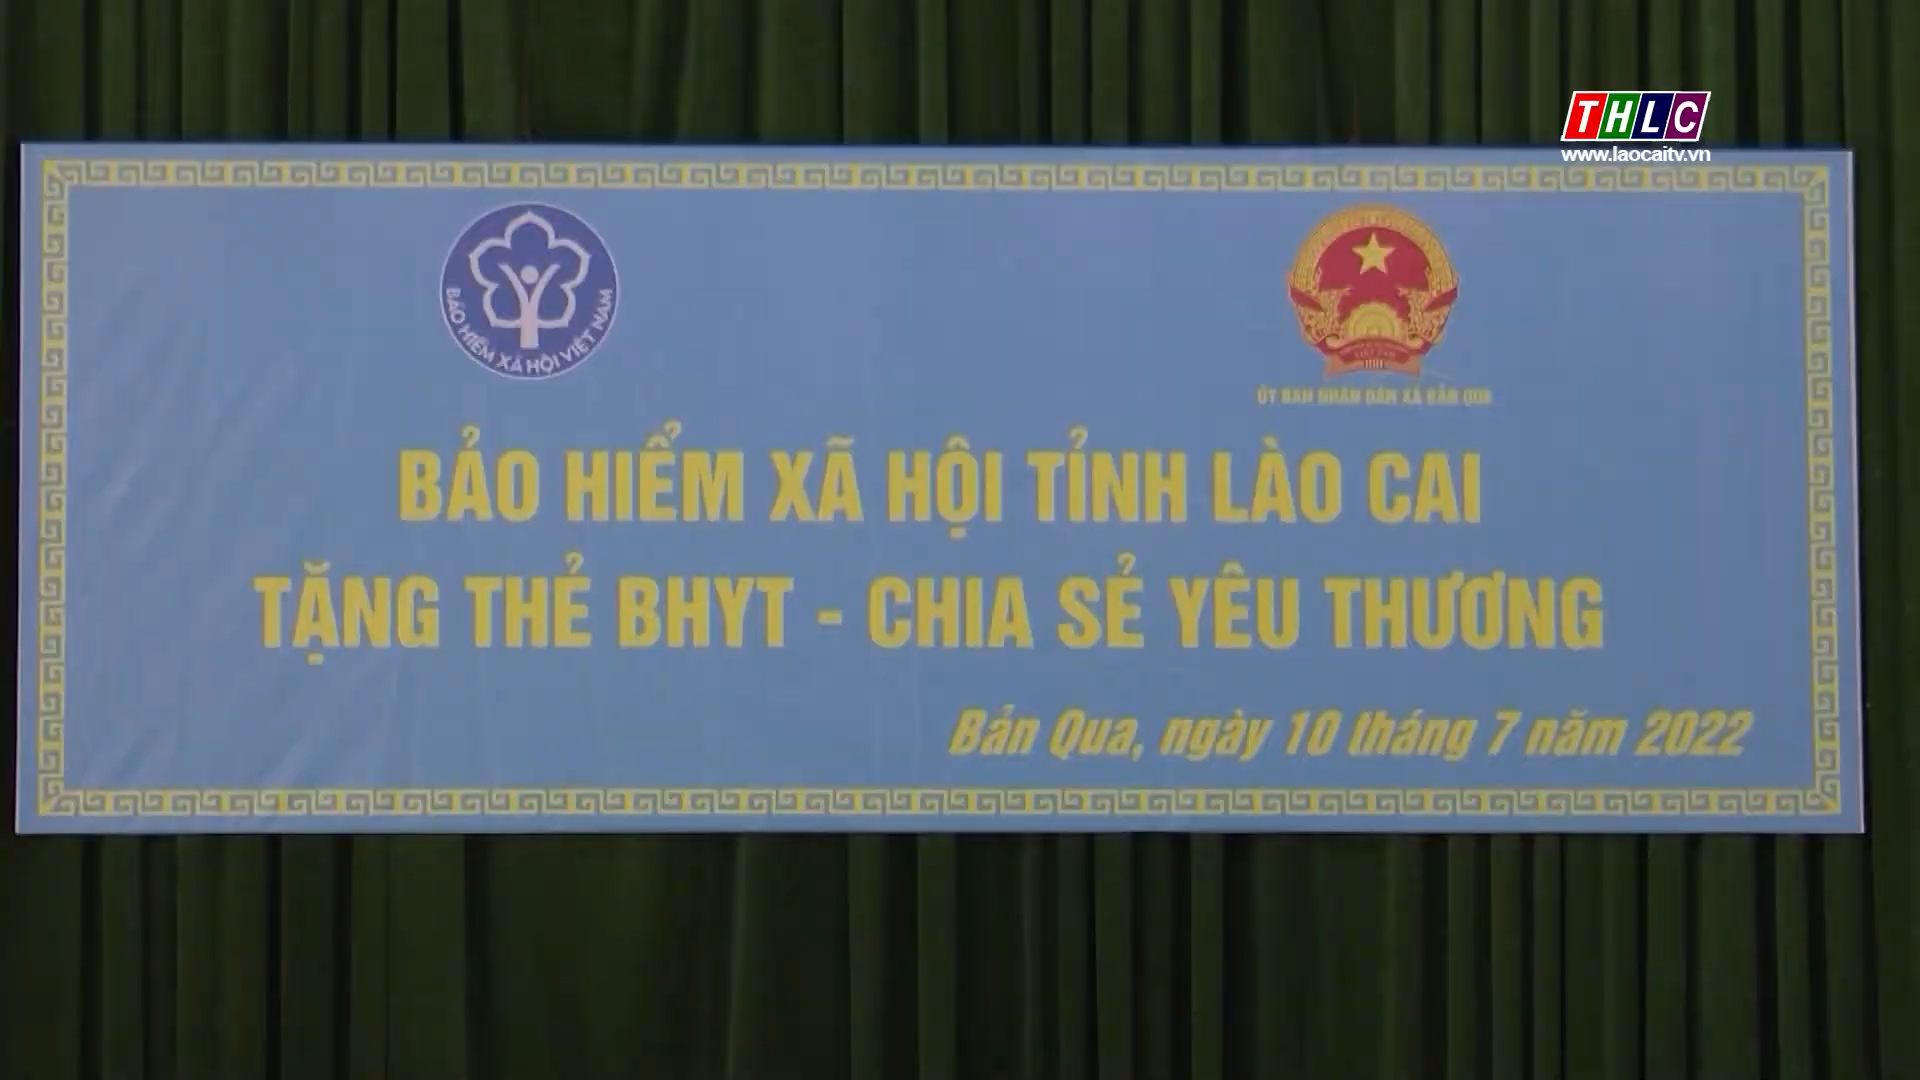 THLC
www.laocaitv.vn
BẢO HIỂM XÃ HỘI VIỆT NAM
ỦY BAN NHÂN DÂN XÃ BẢN QUA
BẢO HIỂM XÃ HỘI TỈNH LÀO CAI
TẶNG THẺ BHYT - CHIA SẺ YÊU THƯƠNG
Bản Qua, ngày 10 tháng 7 năm 2022